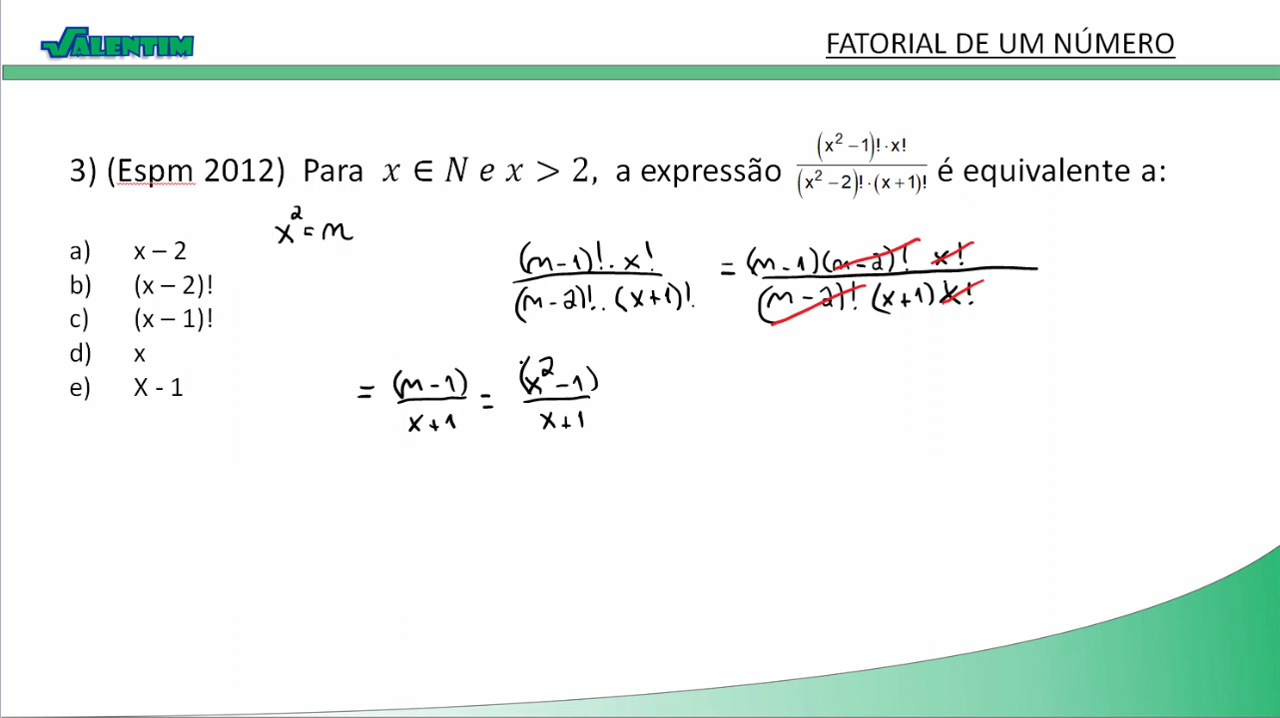 VALENTIM
FATORIAL DE UM NÚMERO
3) (Espm 2012) Para x ∈ N e x > 2, a expressão (x² – 1)! · x! / (x² – 2)! · (x + 1)! é equivalente a:
x² = m
a) x – 2
b) (x – 2)!
c) (x – 1)!
d) x
e) X - 1
(m-1)! · x! / (m-2)! · (x+1)! = (m-1)(m-2)! x! / (m-2)! (x+1) x!
= (m-1) / x+1 = (x²-1) / x+1